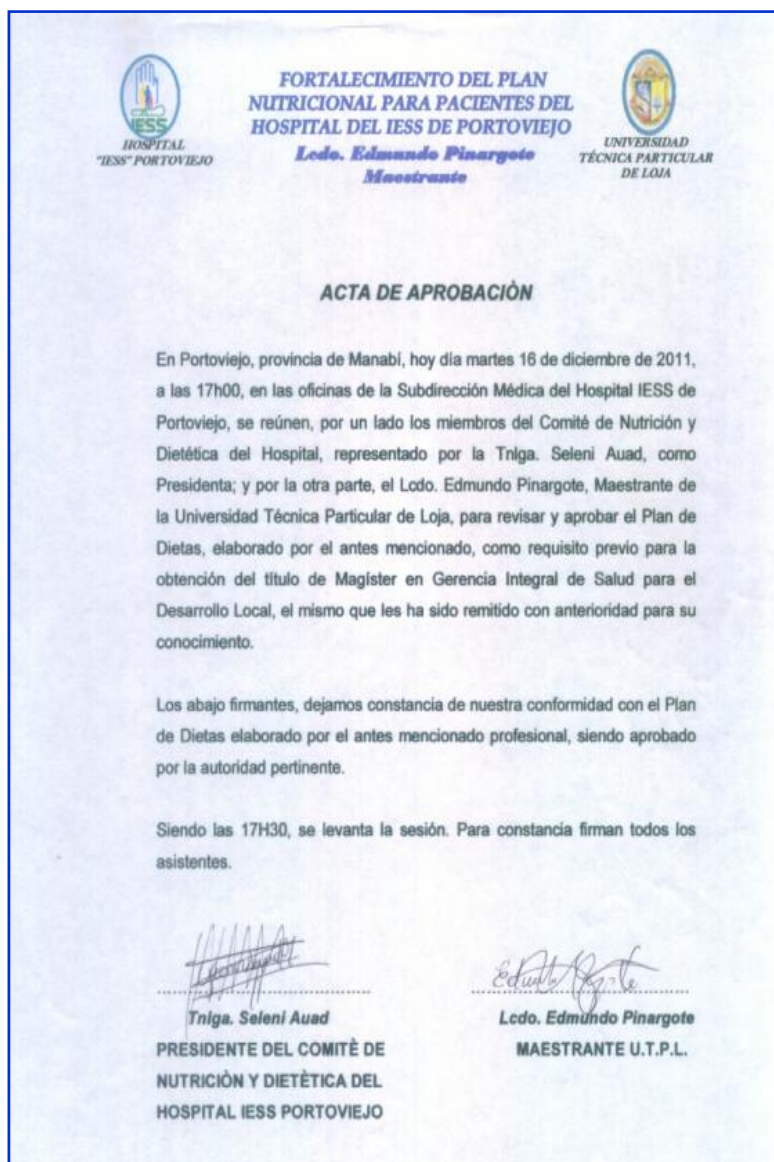 FORTALECIMIENTO DEL PLAN
NUTRICIONAL PARA PACIENTES DEL
HOSPITAL DEL IESS DE PORTOVIEJO
Lcdo. Edmundo Pinargote
Maestrante
IESS
HOSPITAL
"IESS" PORTOVIEJO
UNIVERSIDAD
TÉCNICA PARTICULAR
DE LOJA
ACTA DE APROBACIÒN
En Portoviejo, provincia de Manabí, hoy día martes 16 de diciembre de 2011,
a las 17h00, en las oficinas de la Subdirección Médica del Hospital IESS de
Portoviejo, se reúnen, por un lado los miembros del Comité de Nutrición y
Dietética del Hospital, representado por la Tnlga. Seleni Auad, como
Presidenta; y por la otra parte, el Lcdo. Edmundo Pinargote, Maestrante de
la Universidad Técnica Particular de Loja, para revisar y aprobar el Plan de
Dietas, elaborado por el antes mencionado, como requisito previo para la
obtención del título de Magíster en Gerencia Integral de Salud para el
Desarrollo Local, el mismo que les ha sido remitido con anterioridad para su
conocimiento.
Los abajo firmantes, dejamos constancia de nuestra conformidad con el Plan
de Dietas elaborado por el antes mencionado profesional, siendo aprobado
por la autoridad pertinente.
Siendo las 17H30, se levanta la sesión. Para constancia firman todos los
asistentes.
Tnlga. Seleni Auad
PRESIDENTE DEL COMITÈ DE
NUTRICIÒN Y DIETÈTICA DEL
HOSPITAL IESS PORTOVIEJO
Lcdo. Edmundo Pinargote
MAESTRANTE U.T.P.L.